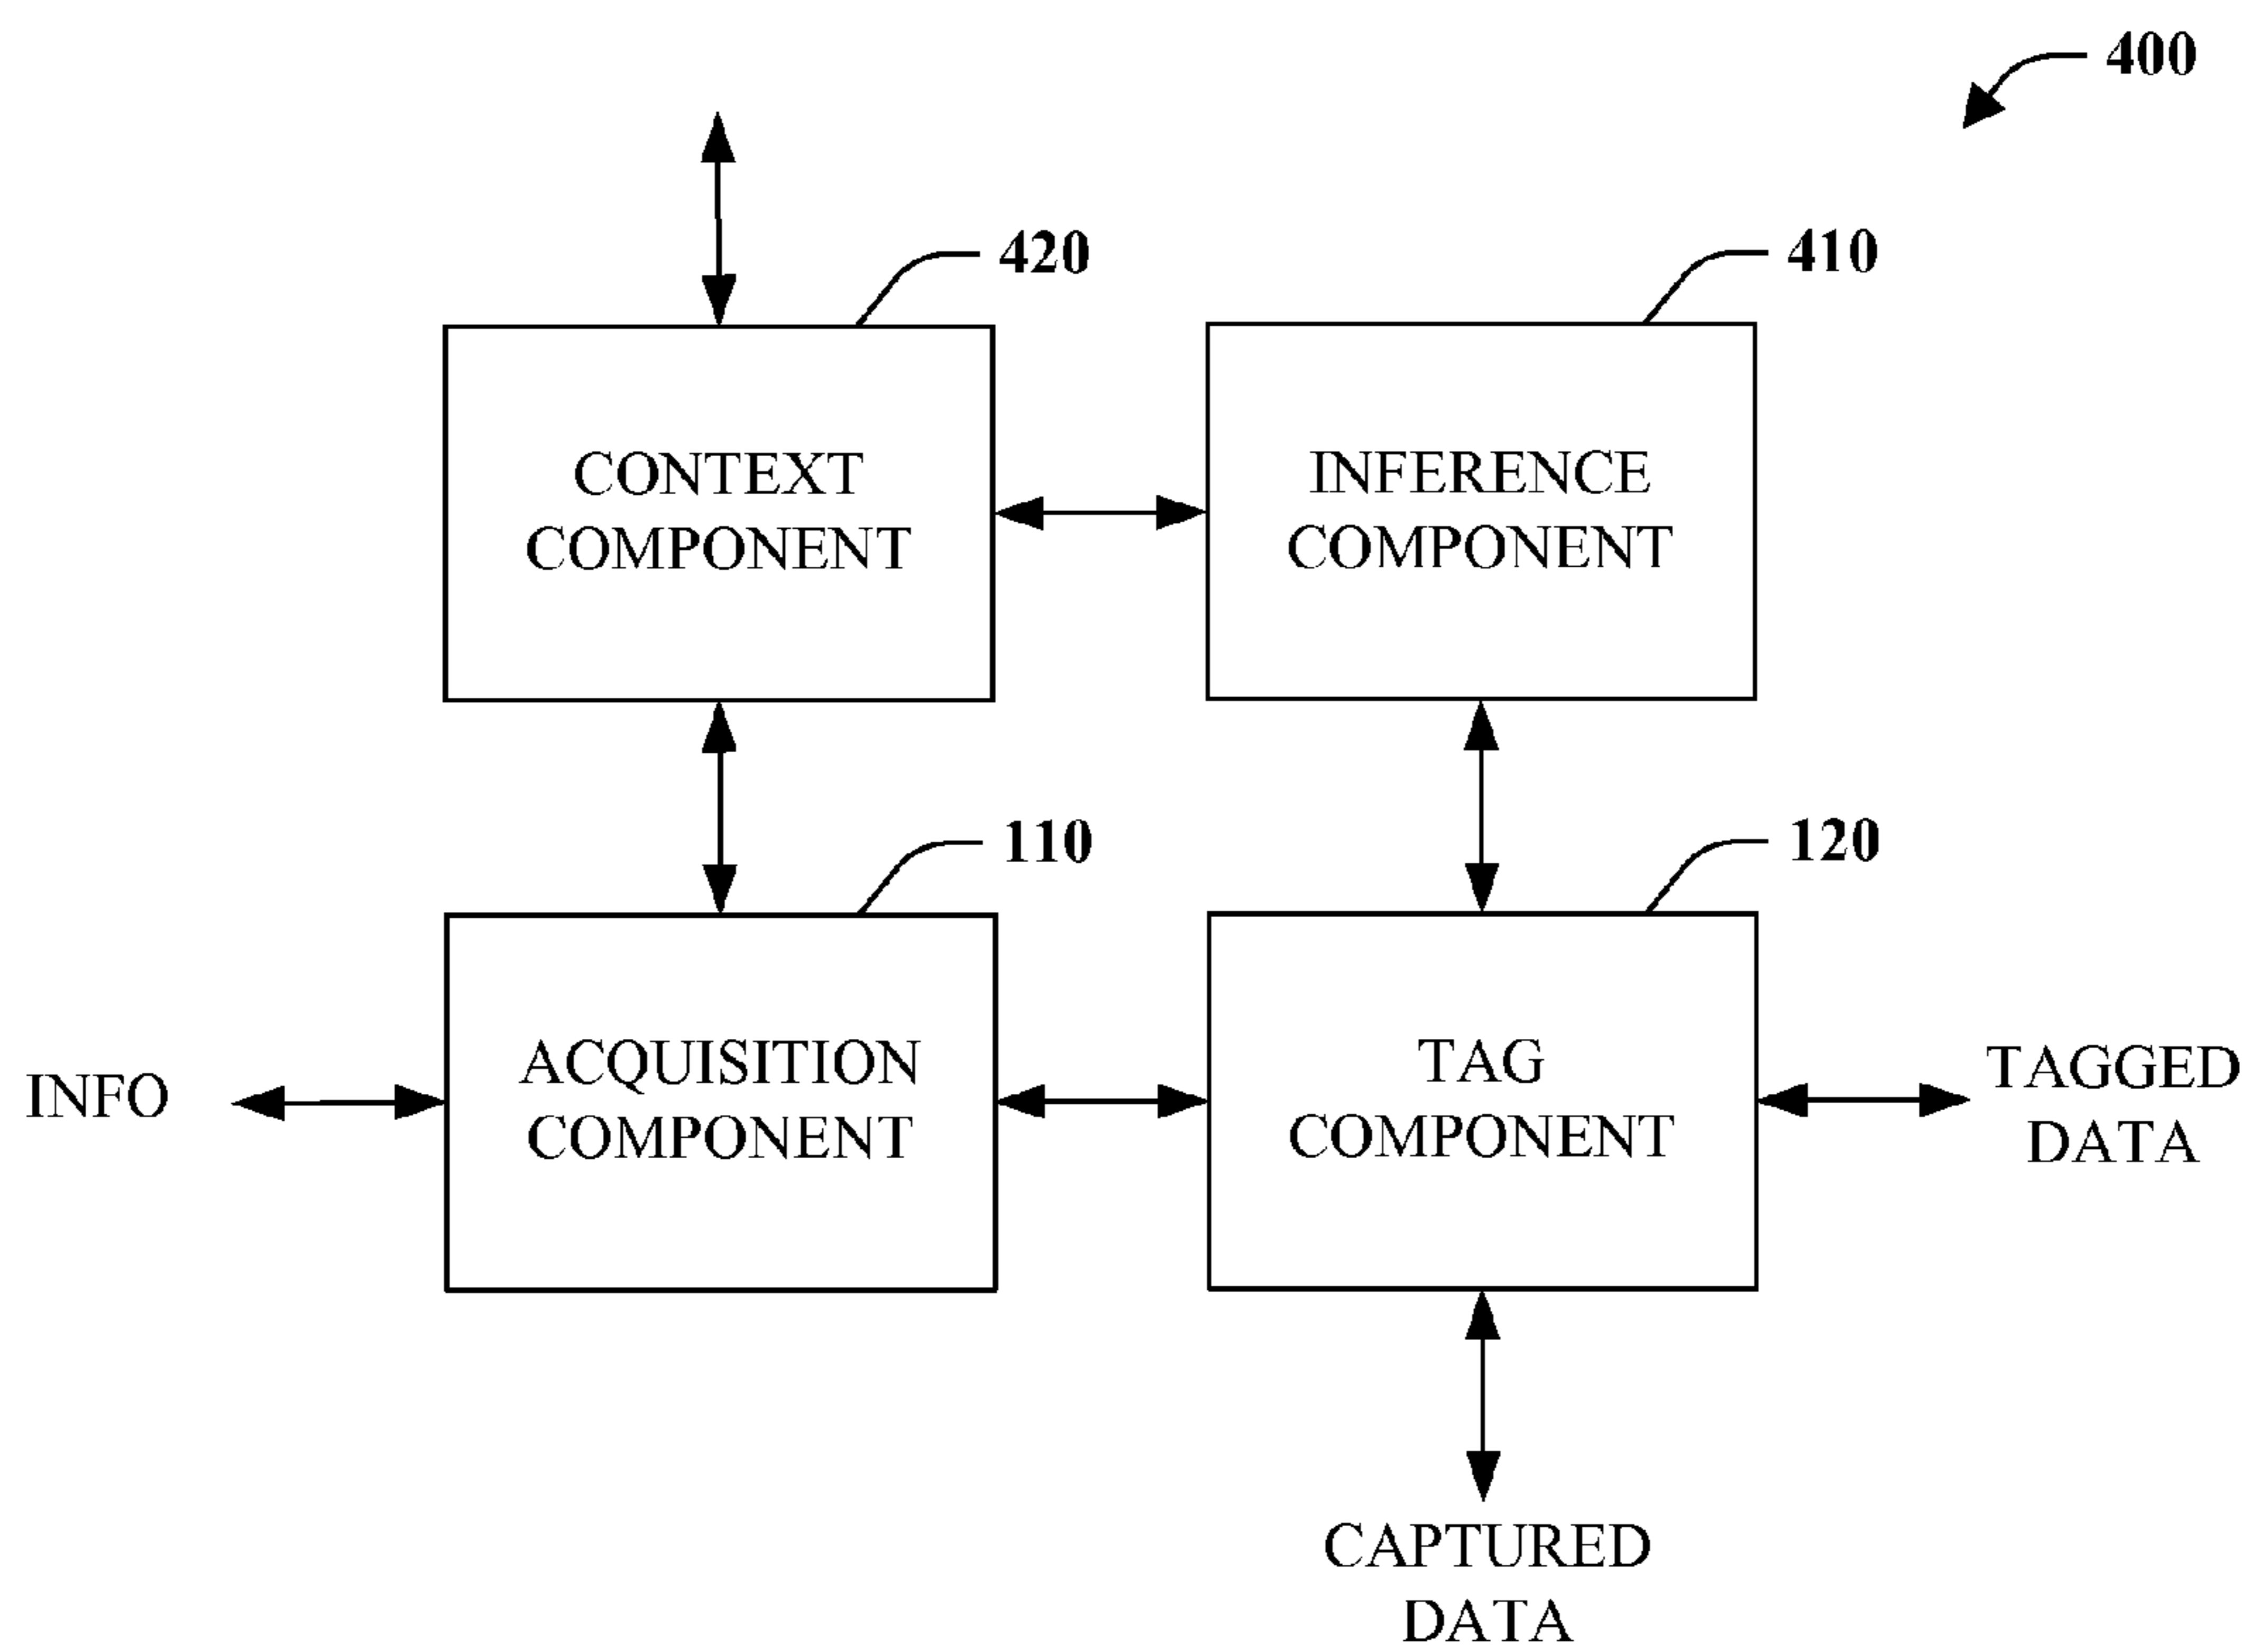 400
420
410
CONTEXT
COMPONENT
INFERENCE
COMPONENT
110
120
INFO
ACQUISITION
COMPONENT
TAG
COMPONENT
TAGGED
DATA
CAPTURED
DATA